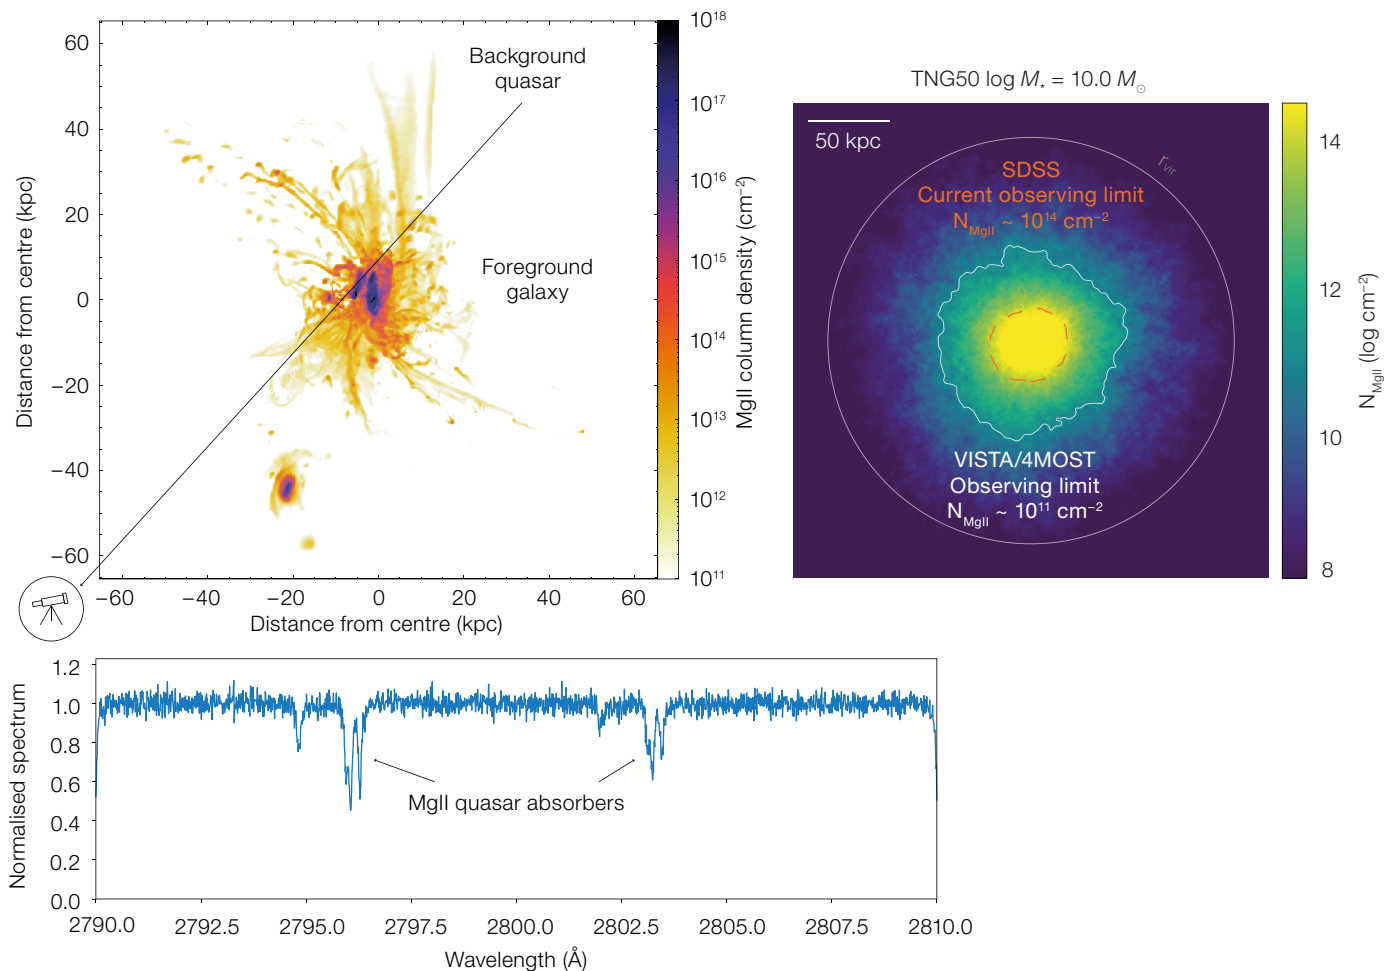 Background
quasar
Foreground
galaxy
60
40
20
0
−20
−40
−60
Distance from centre (kpc)
−60
−40
−20
0
20
40
60
Distance from centre (kpc)
10¹⁸
10¹⁷
10¹⁶
10¹⁵
10¹⁴
10¹³
10¹²
10¹¹
MgII column density (cm⁻²)
TNG50 log M⋆ = 10.0 M☉
50 kpc
rvir
SDSS
Current observing limit
NMgII ~ 10¹⁴ cm⁻²
VISTA/4MOST
Observing limit
NMgII ~ 10¹¹ cm⁻²
14
12
10
8
NMgII (log cm⁻²)
1.2
1.0
0.8
0.6
0.4
0.2
0.0
Normalised spectrum
MgII quasar absorbers
2790.0
2792.5
2795.0
2797.5
2800.0
2802.5
2805.0
2807.5
2810.0
Wavelength (Å)